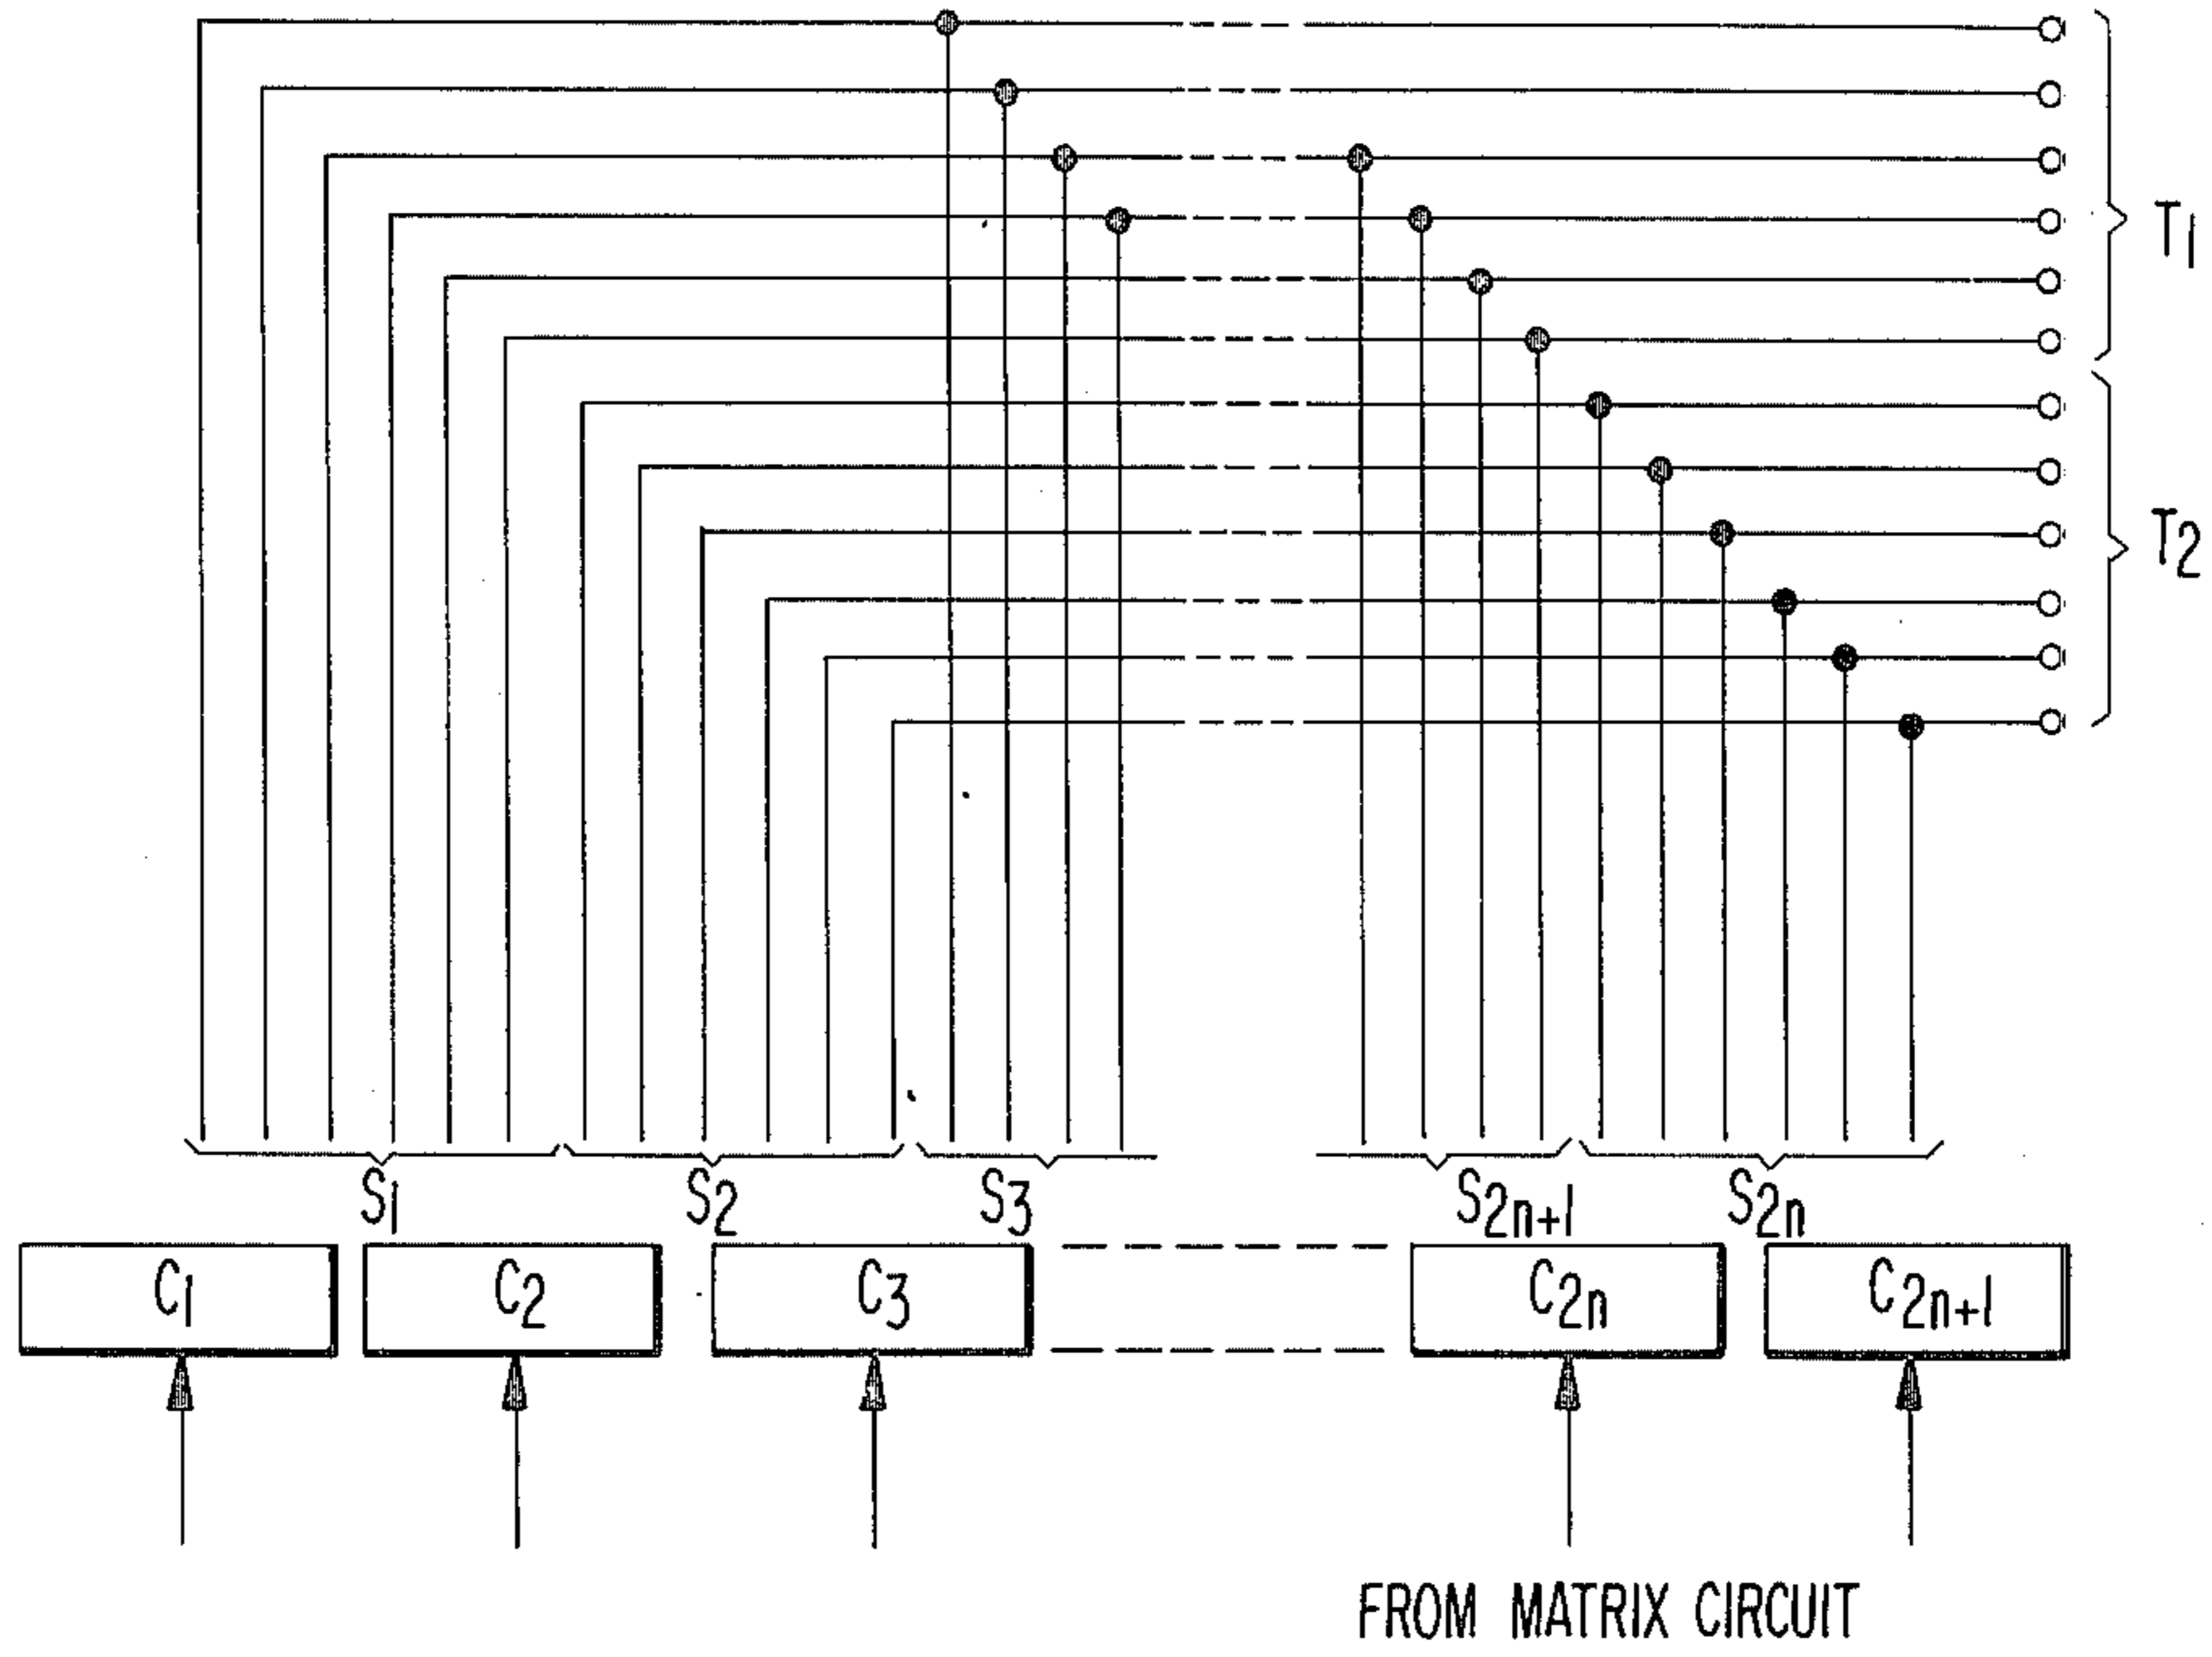 T1
T2
S1 S2 S3 S2n+1 S2n
C1 C2 C3 C2n C2n+1
FROM MATRIX CIRCUIT